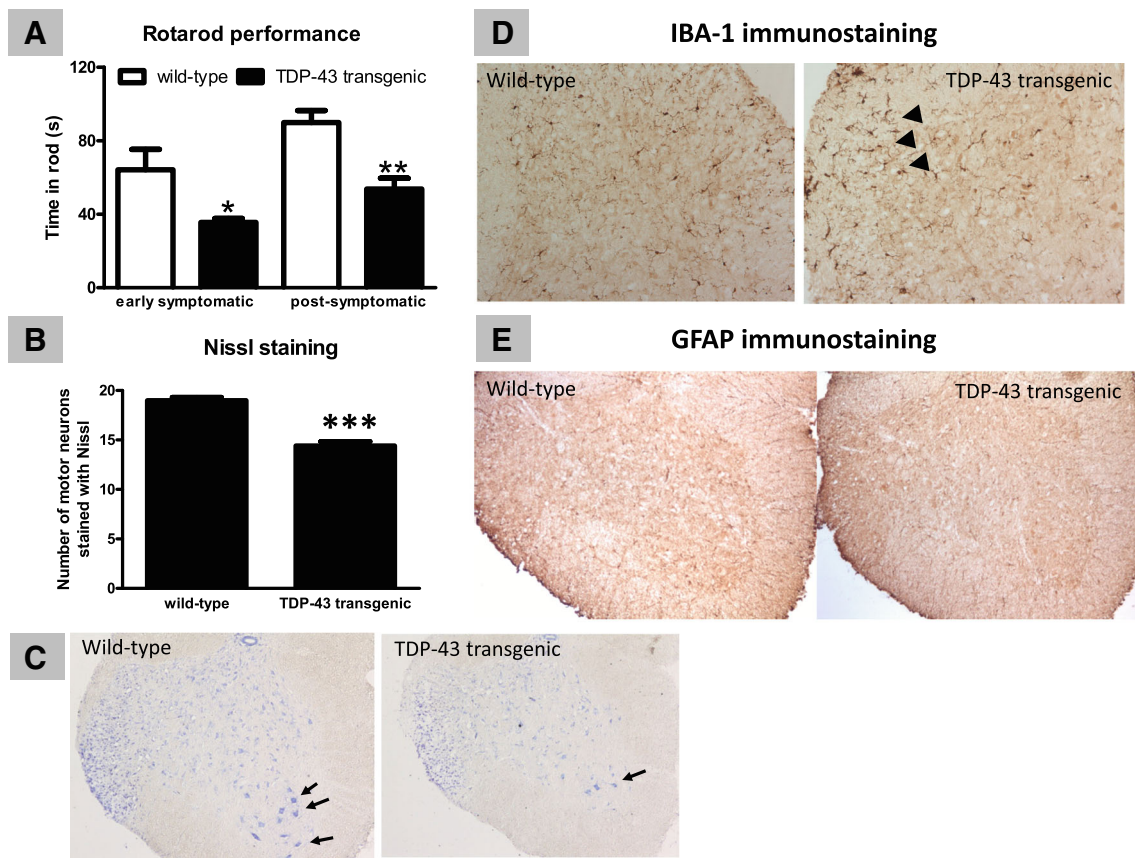 A
Rotarod performance
120
wild-type TDP-43 transgenic
80
40
0
Time in rod (s)
*
**
early symptomatic post-symptomatic
B
Nissl staining
20
15
10
5
0
Number of motor neurons
stained with Nissl
***
wild-type TDP-43 transgenic
C
Wild-type
TDP-43 transgenic
D
IBA-1 immunostaining
Wild-type
TDP-43 transgenic
E
GFAP immunostaining
Wild-type
TDP-43 transgenic